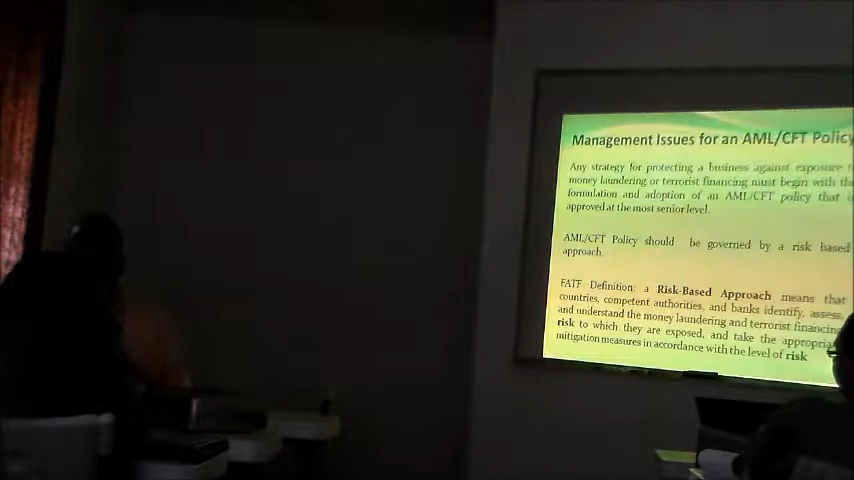 Management Issues for an AML/CFT Policy
Any strategy for protecting a business against exposure
money laundering or terrorist financing must begin with the
formulation and adoption of an AML/CFT policy that
approved at the most senior level.
AML/CFT Policy should be governed by a risk based
approach.
FATF Definition: a Risk-Based Approach means that
countries, competent authorities, and banks identify, assess,
and understand the money laundering and terrorist financing
risk to which they are exposed, and take the
mitigation measures in accordance with the level of risk